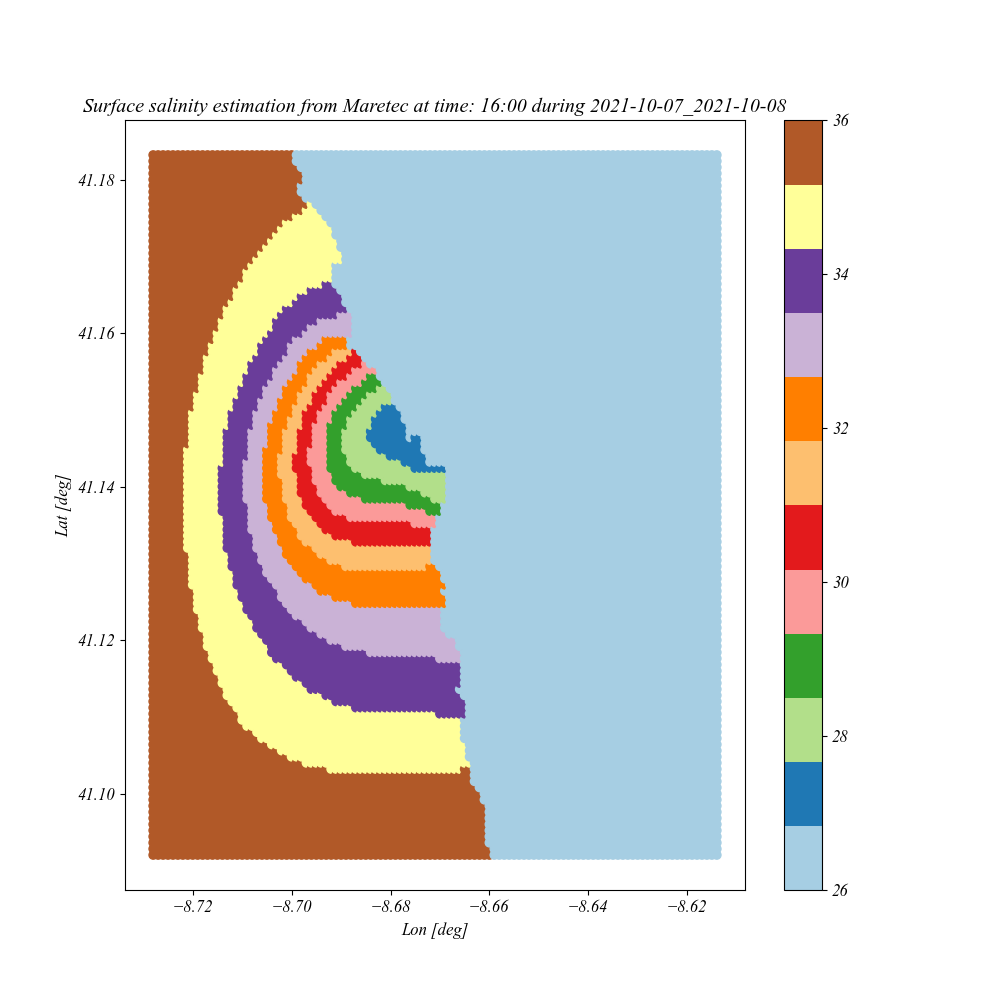 Surface salinity estimation from Maretec at time: 16:00 during 2021-10-07_2021-10-08
36
41.18
34
41.16
32
Lat [deg]
41.14
30
41.12
28
41.10
26
−8.72 −8.70 −8.68 −8.66 −8.64 −8.62
Lon [deg]